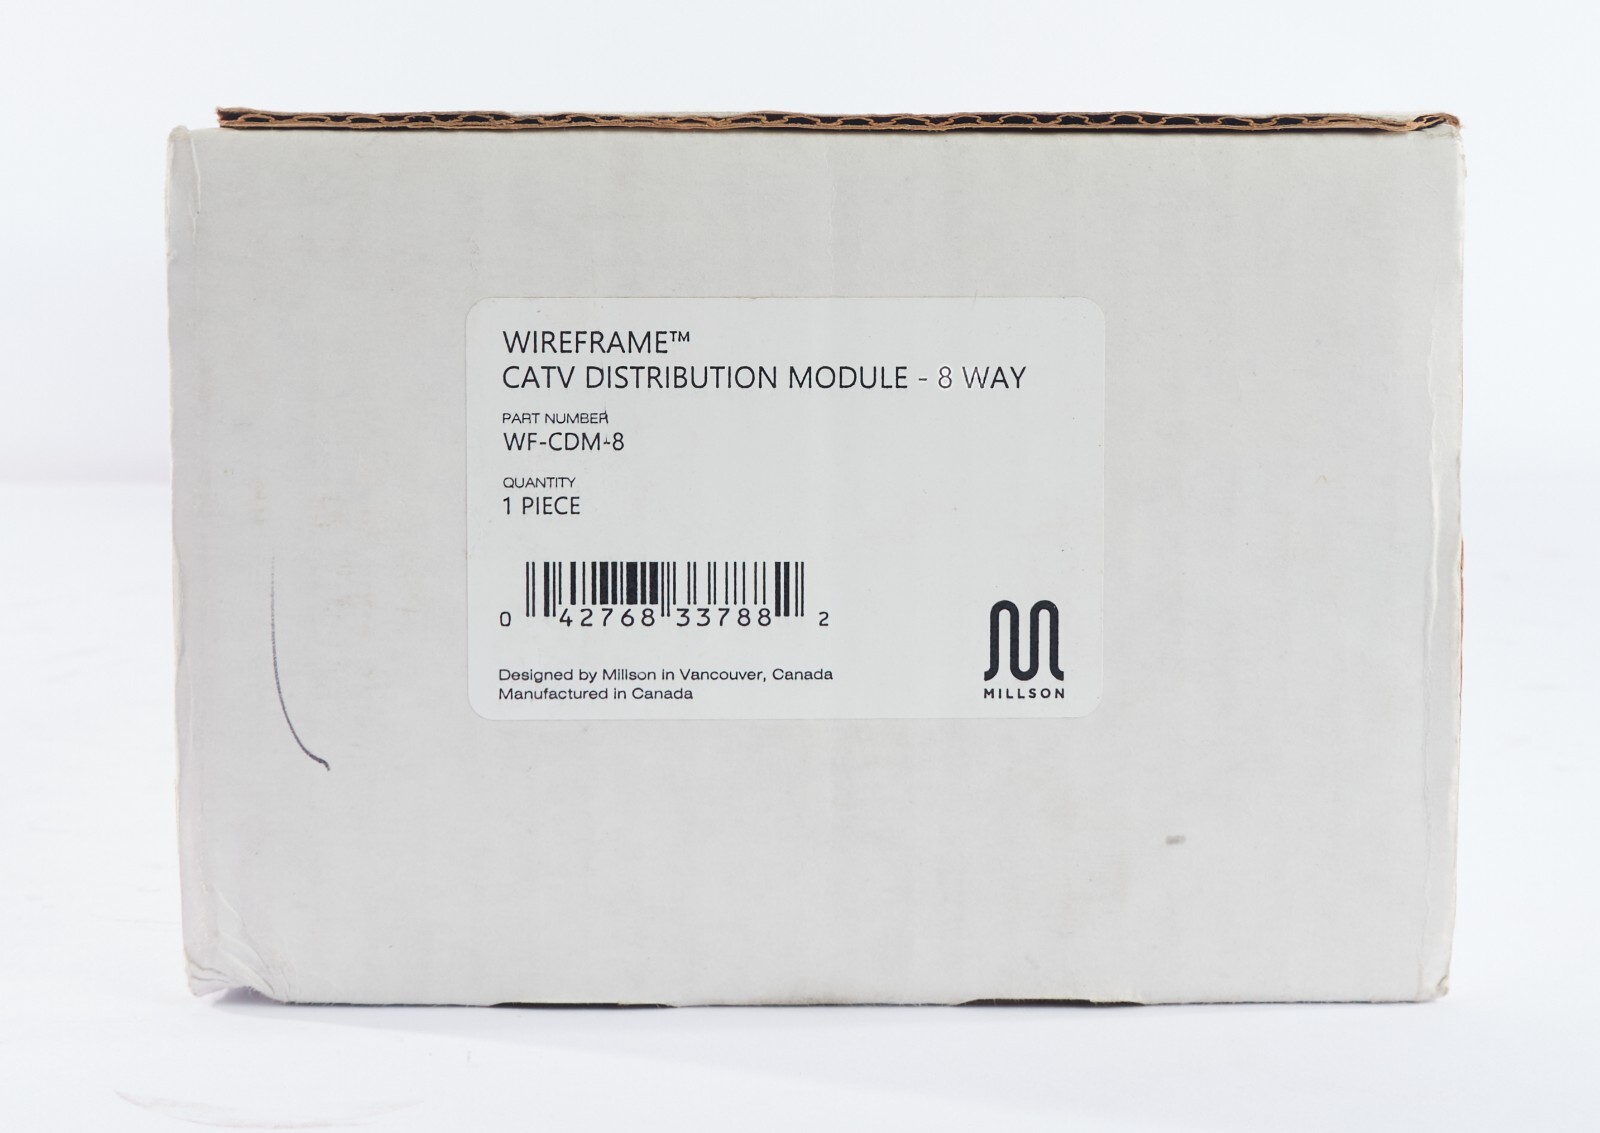 WIREFRAME™
CATV DISTRIBUTION MODULE - 8 WAY
PART NUMBER
WF-CDM-8
QUANTITY
1 PIECE
0 42768 33788 2
Designed by Millson in Vancouver, Canada
Manufactured in Canada
MILLSON